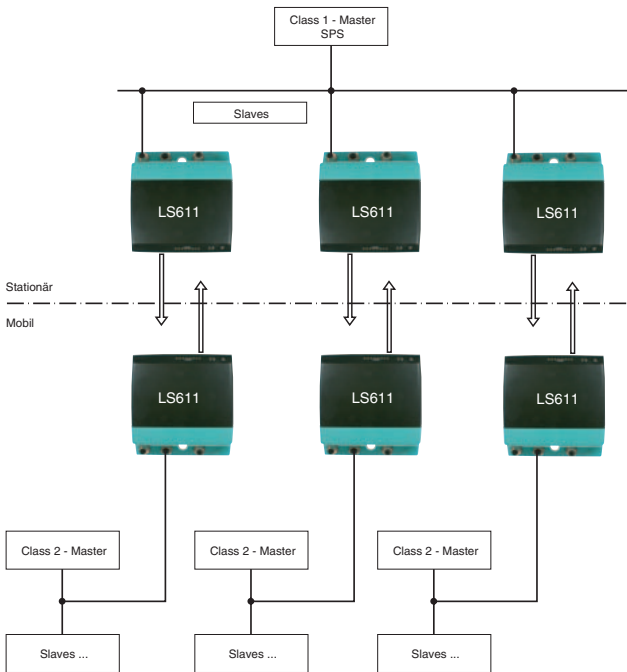 Class 1 - Master
SPS
Slaves
LS611
LS611
LS611
Stationär
Mobil
LS611
LS611
LS611
Class 2 - Master
Class 2 - Master
Class 2 - Master
Slaves ...
Slaves ...
Slaves ...